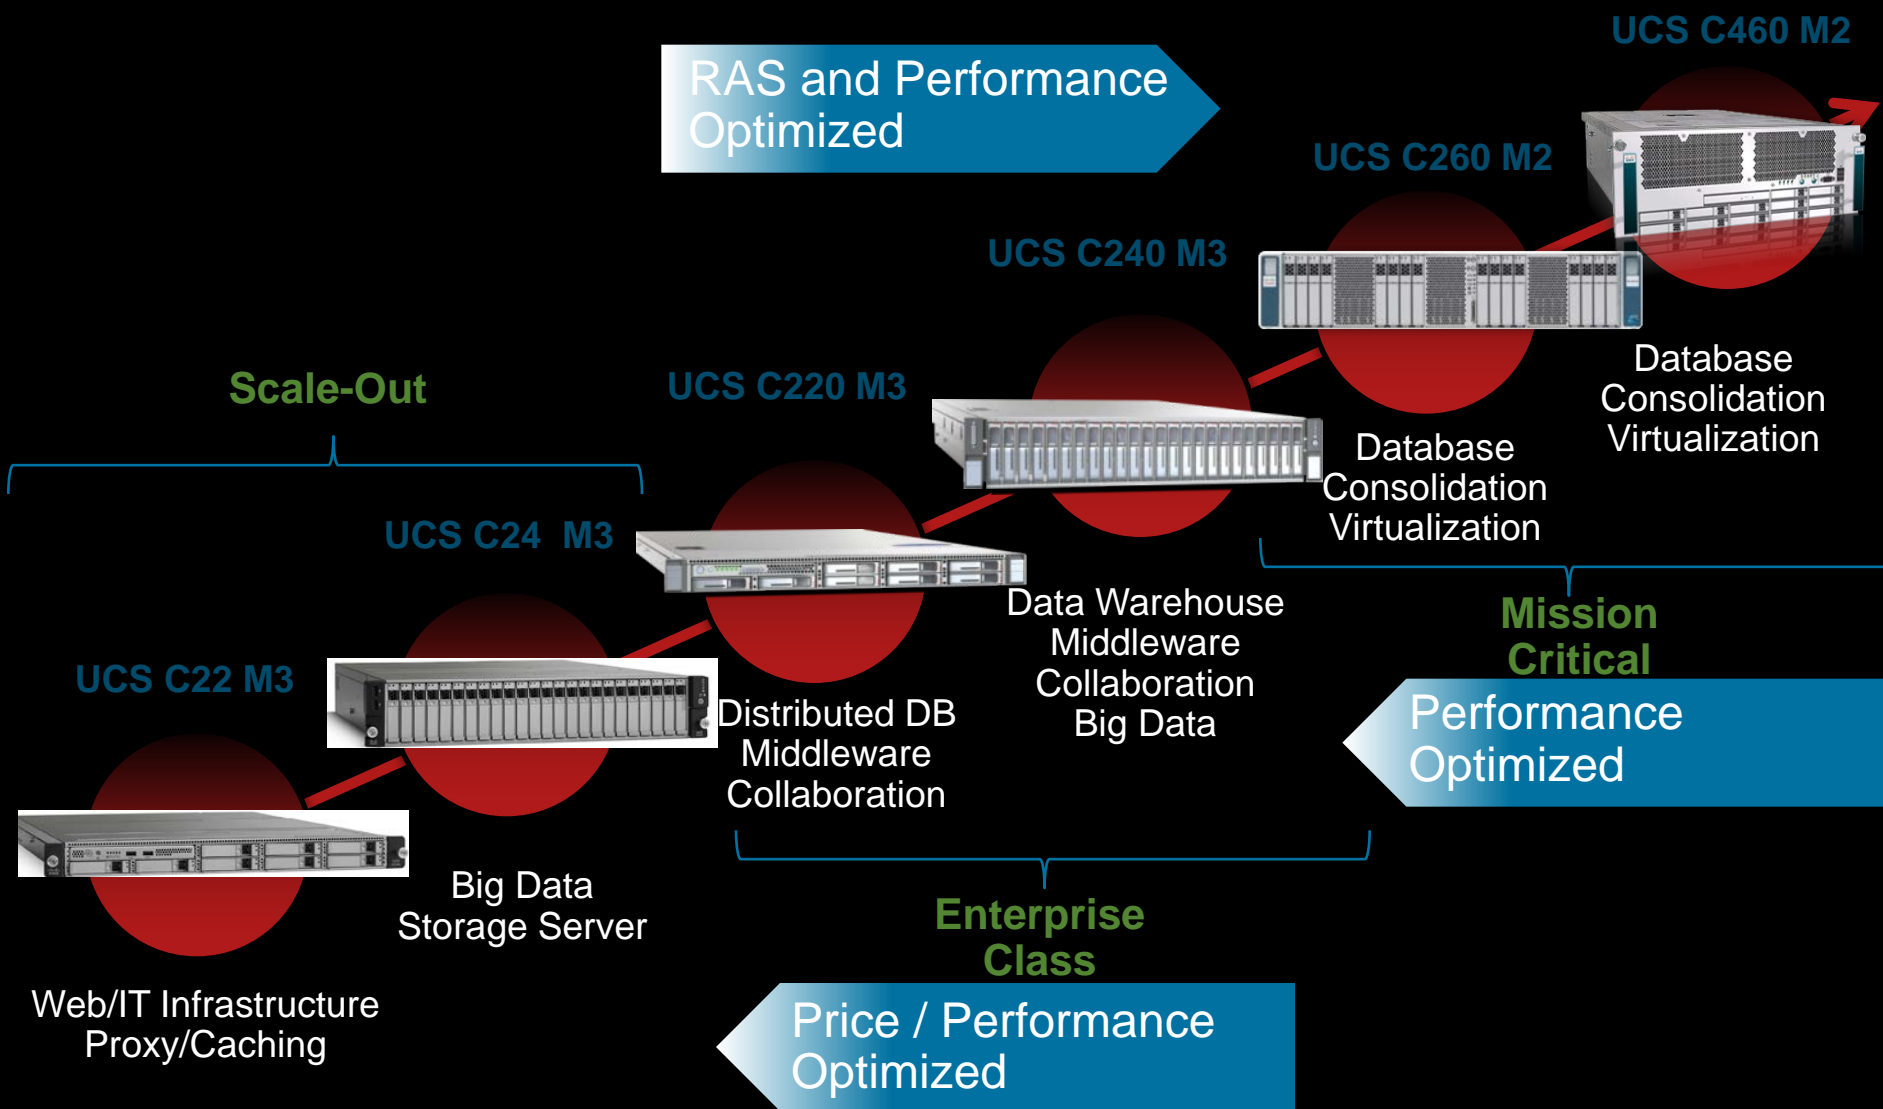 UCS C460 M2
RAS and Performance
Optimized
UCS C260 M2
UCS C240 M3
Database
Consolidation
Virtualization
Scale-Out
UCS C220 M3
Database
Consolidation
Virtualization
UCS C24  M3
Data Warehouse
Middleware
Collaboration
Big Data
Mission
Critical
UCS C22 M3
Distributed DB
Middleware
Collaboration
Performance
Optimized
Big Data
Storage Server
Enterprise
Class
Web/IT Infrastructure
Proxy/Caching
Price / Performance
Optimized